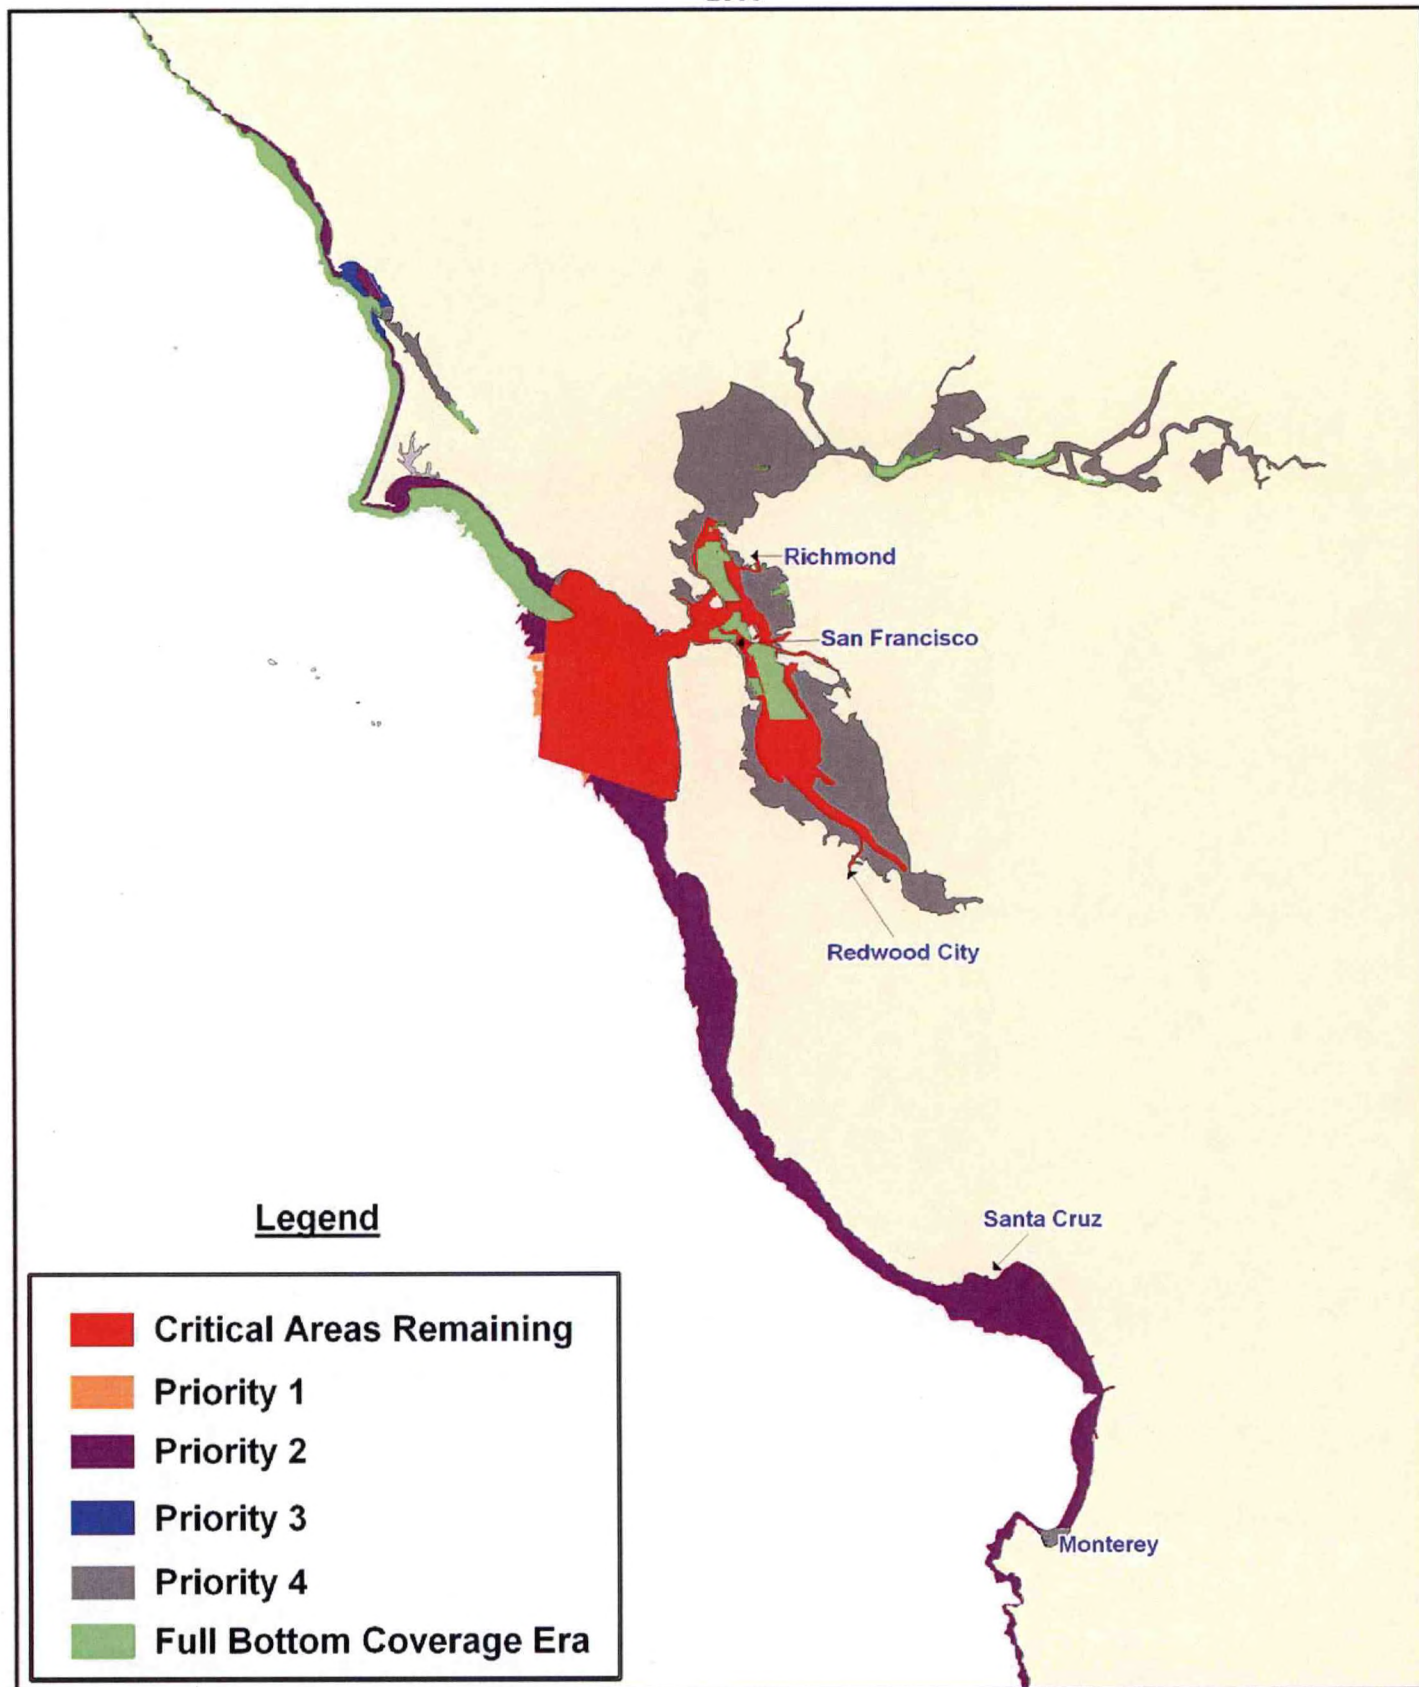 Richmond
San Francisco
Redwood City
Santa Cruz
Monterey
Legend
Critical Areas Remaining
Priority 1
Priority 2
Priority 3
Priority 4
Full Bottom Coverage Era